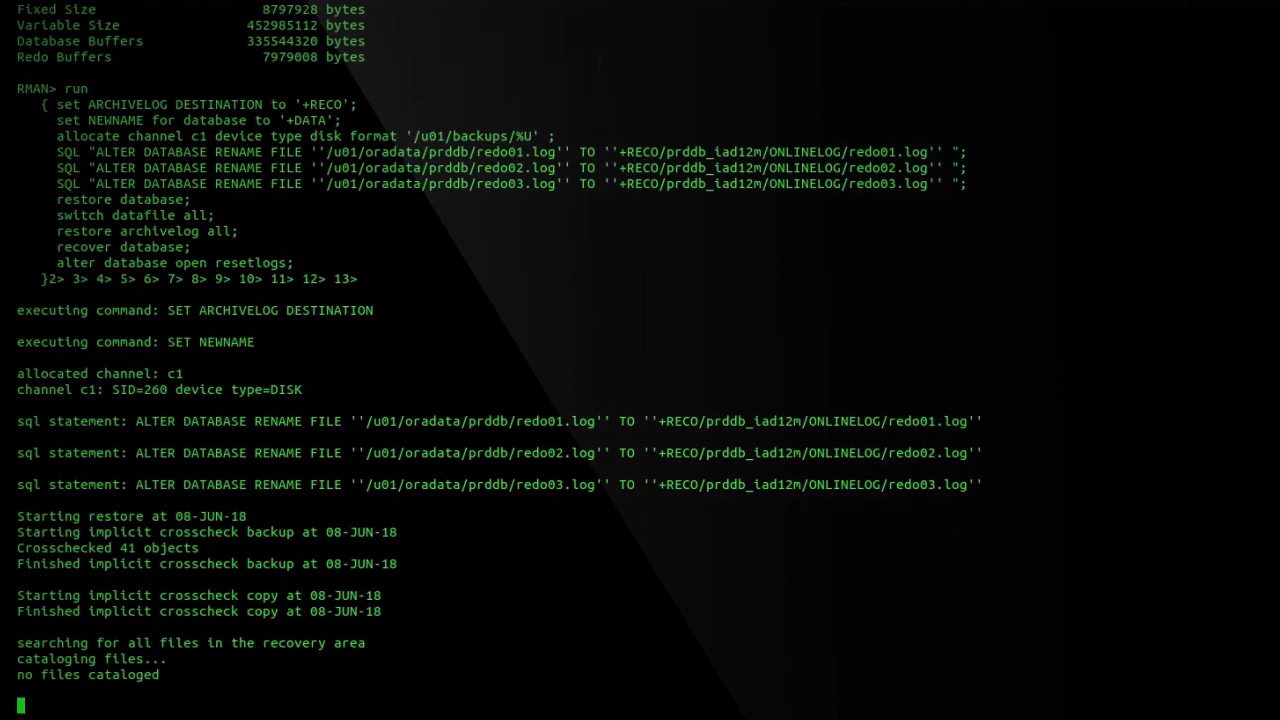 Fixed Size 8797928 bytes
Variable Size 452985112 bytes
Database Buffers 335544320 bytes
Redo Buffers 7979008 bytes
RMAN> run
{ set ARCHIVELOG DESTINATION to '+RECO';
set NEWNAME for database to '+DATA';
allocate channel c1 device type disk format '/u01/backups/%U' ;
SQL "ALTER DATABASE RENAME FILE ''/u01/oradata/prddb/redo01.log'' TO ''+RECO/prddb_iad12m/ONLINELOG/redo01.log'' ";
SQL "ALTER DATABASE RENAME FILE ''/u01/oradata/prddb/redo02.log'' TO ''+RECO/prddb_iad12m/ONLINELOG/redo02.log'' ";
SQL "ALTER DATABASE RENAME FILE ''/u01/oradata/prddb/redo03.log'' TO ''+RECO/prddb_iad12m/ONLINELOG/redo03.log'' ";
restore database;
switch datafile all;
restore archivelog all;
recover database;
alter database open resetlogs;
}2> 3> 4> 5> 6> 7> 8> 9> 10> 11> 12> 13>
executing command: SET ARCHIVELOG DESTINATION
executing command: SET NEWNAME
allocated channel: c1
channel c1: SID=260 device type=DISK
sql statement: ALTER DATABASE RENAME FILE ''/u01/oradata/prddb/redo01.log'' TO ''+RECO/prddb_iad12m/ONLINELOG/redo01.log''
sql statement: ALTER DATABASE RENAME FILE ''/u01/oradata/prddb/redo02.log'' TO ''+RECO/prddb_iad12m/ONLINELOG/redo02.log''
sql statement: ALTER DATABASE RENAME FILE ''/u01/oradata/prddb/redo03.log'' TO ''+RECO/prddb_iad12m/ONLINELOG/redo03.log''
Starting restore at 08-JUN-18
Starting implicit crosscheck backup at 08-JUN-18
Crosschecked 41 objects
Finished implicit crosscheck backup at 08-JUN-18
Starting implicit crosscheck copy at 08-JUN-18
Finished implicit crosscheck copy at 08-JUN-18
searching for all files in the recovery area
cataloging files...
no files cataloged